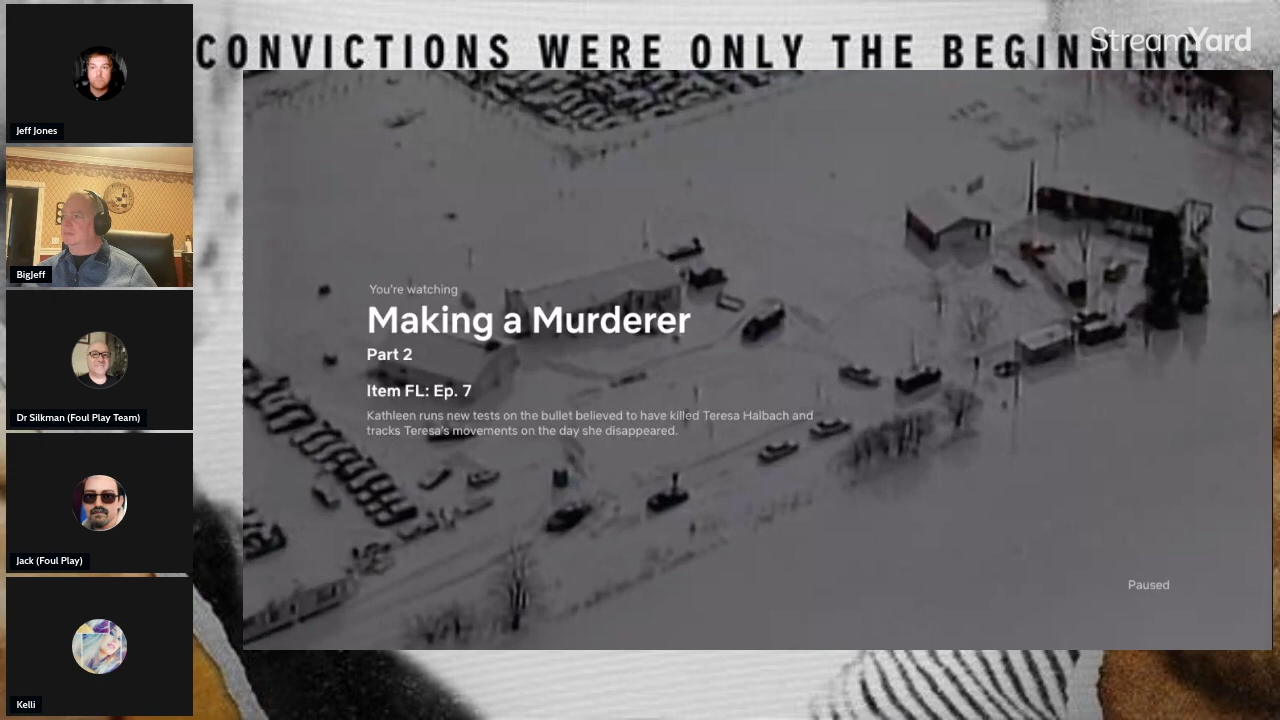 CONVICTIONS WERE ONLY THE BEGINNING
StreamYard
Jeff Jones
BigJeff
Dr Silkman (Foul Play Team)
Jack (Foul Play)
Kelli
You're watching
Making a Murderer
Part 2
Item FL: Ep. 7
Kathleen runs new tests on the bullet believed to have killed Teresa Halbach and
tracks Teresa's movements on the day she disappeared.
Paused